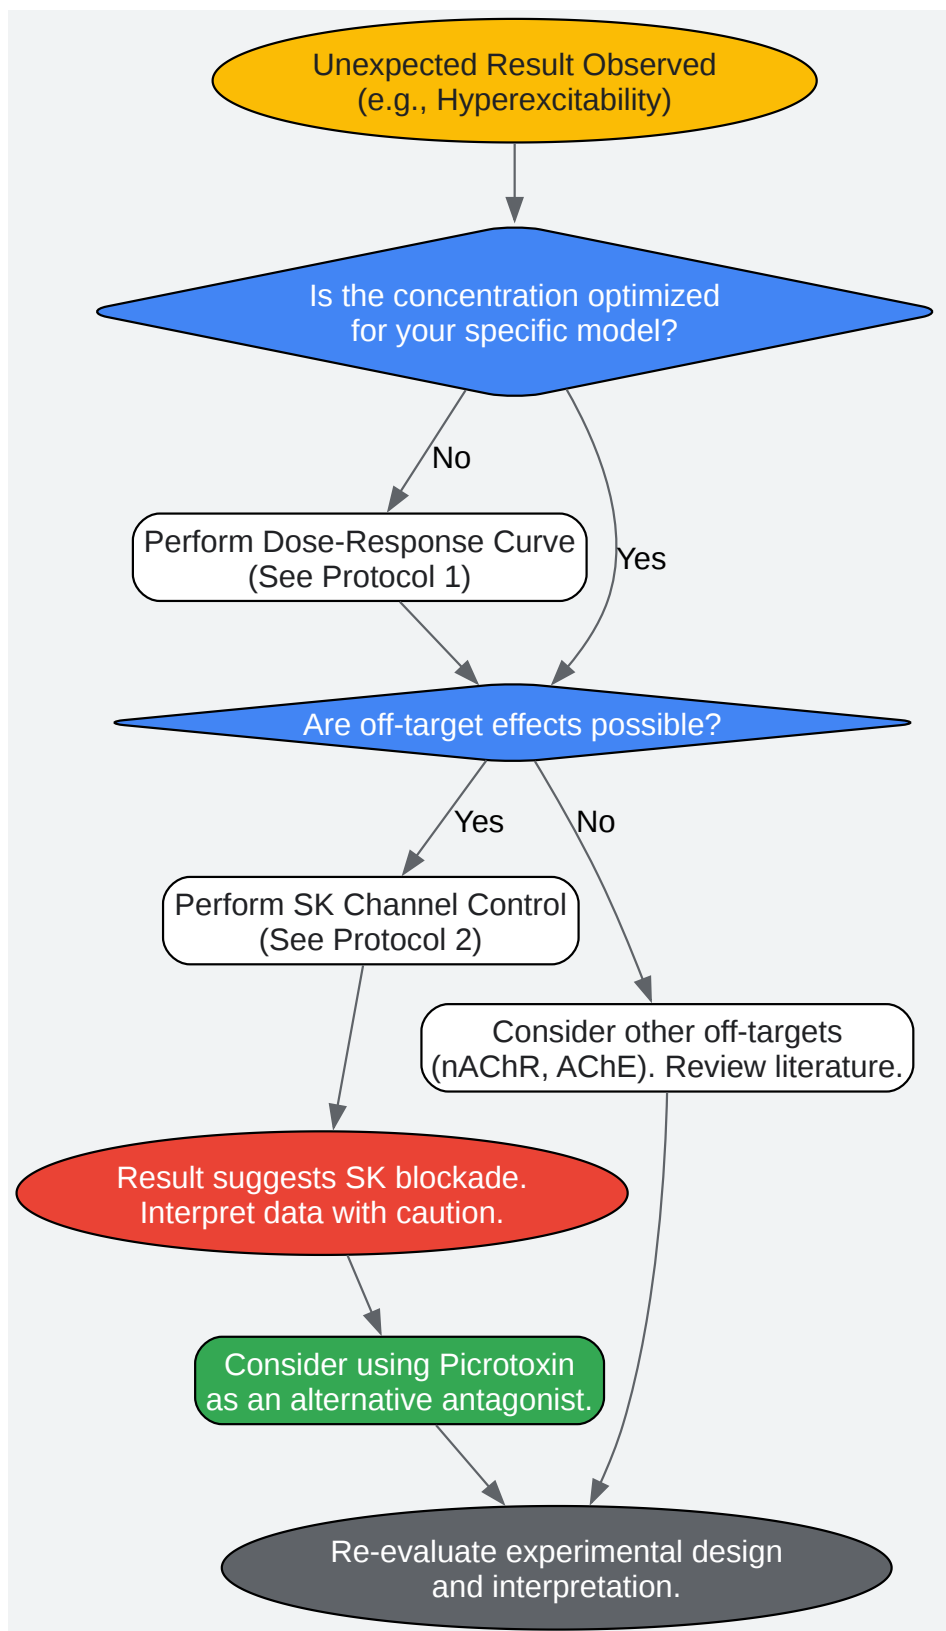 Unexpected Result Observed
(e.g., Hyperexcitability)
Is the concentration optimized
for your specific model?
No
Perform Dose-Response Curve
(See Protocol 1)
Yes
Are off-target effects possible?
Yes
No
Perform SK Channel Control
(See Protocol 2)
Consider other off-targets
(nAChR, AChE). Review literature.
Result suggests SK blockade.
Interpret data with caution.
Consider using Picrotoxin
as an alternative antagonist.
Re-evaluate experimental design
and interpretation.